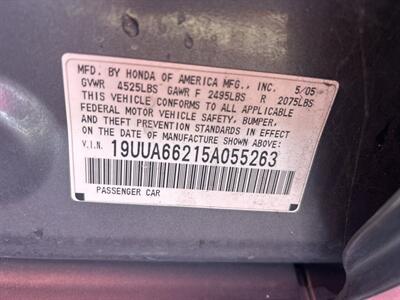 MFD. BY HONDA OF AMERICA MFG., INC. 5/05
GVWR 4525LBS GAWR F 2495LBS R 2075LBS
THIS VEHICLE CONFORMS TO ALL APPLICABLE
FEDERAL MOTOR VEHICLE SAFETY, BUMPER,
AND THEFT PREVENTION STANDARDS IN EFFECT
ON THE DATE OF MANUFACTURE SHOWN ABOVE:
V.I.N. 19UUA66215A055263
PASSENGER CAR